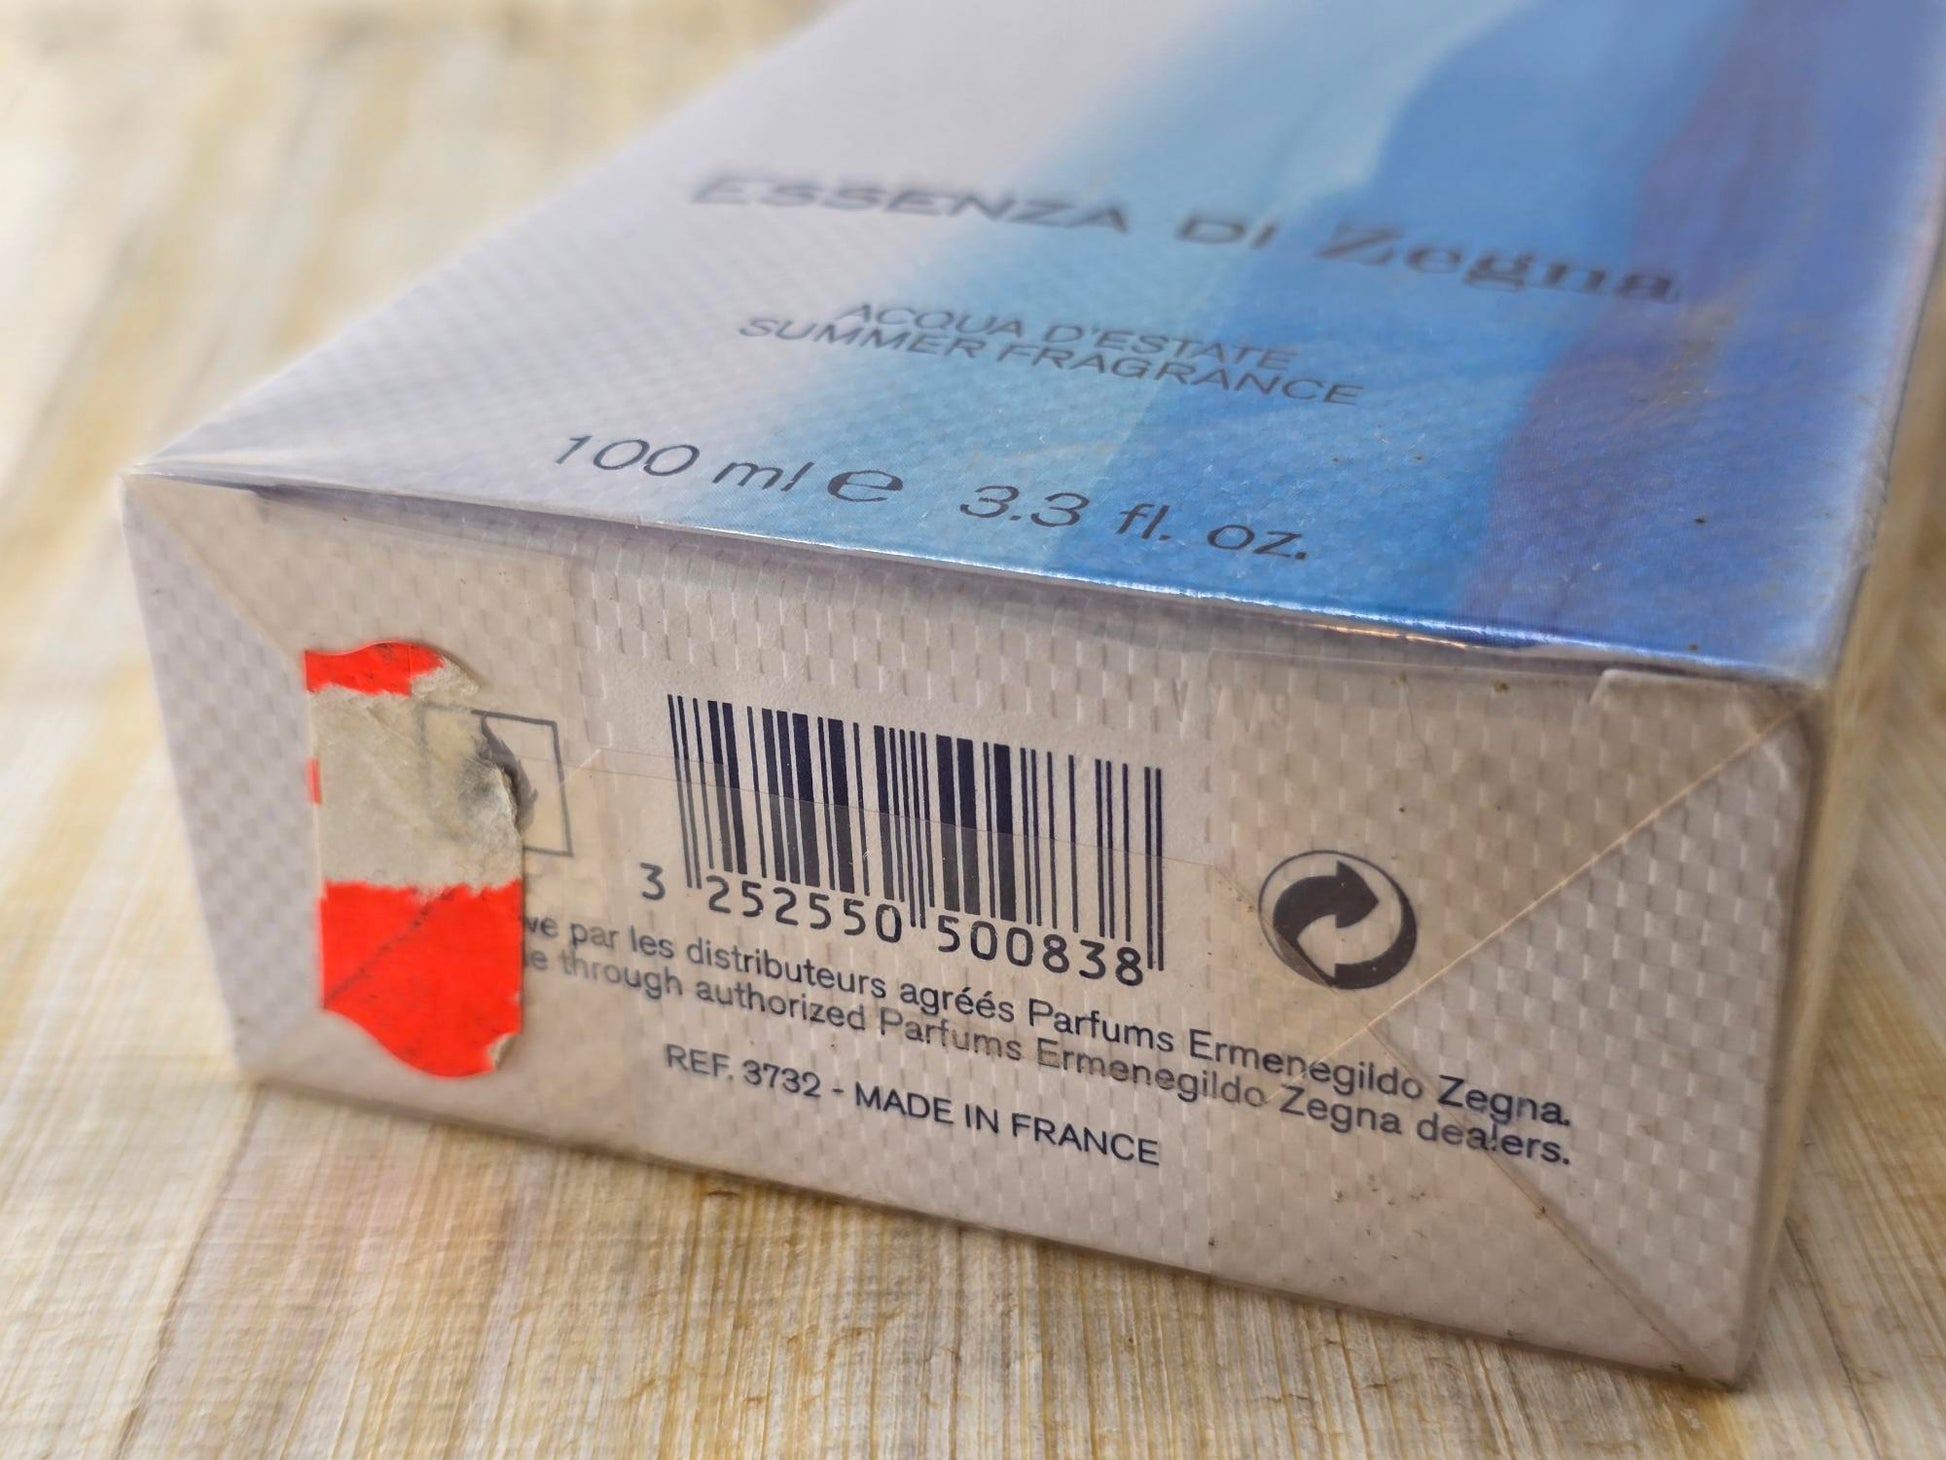 ESSENZA DI Zegna
ACQUA D'ESTATE
SUMMER FRAGRANCE
100 ml e 3.3 fl. oz.
3 252550 500838
par les distributeurs agréés Parfums Ermenegildo Zegna.
through authorized Parfums Ermenegildo Zegna dealers.
REF. 3732 - MADE IN FRANCE